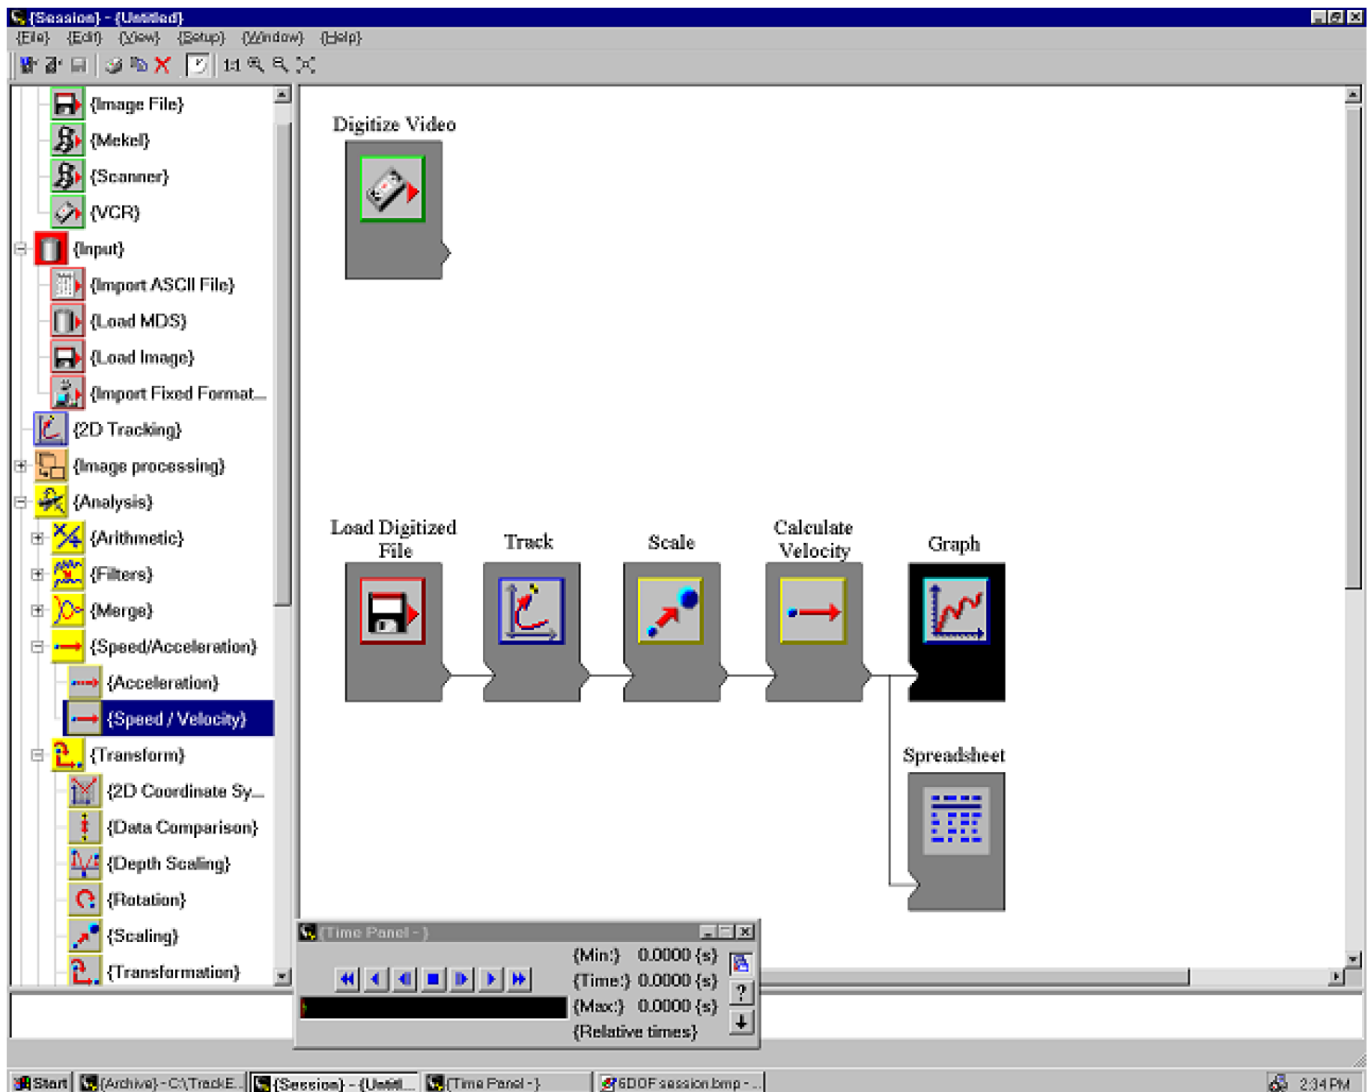 {Session} - {Untitled}
{File} {Edit} {View} {Setup} {Window} {Help}
1:1
{Image File}
{Mekel}
{Scanner}
{VCR}
{Input}
{Import ASCII File}
{Load MDS}
{Load Image}
{Import Fixed Format...
{2D Tracking}
{Image processing}
{Analysis}
{Arithmetic}
{Filters}
{Merge}
{Speed/Acceleration}
{Acceleration}
{Speed / Velocity}
{Transform}
{2D Coordinate Sy...
{Data Comparison}
{Depth Scaling}
{Rotation}
{Scaling}
{Transformation}
Digitize Video
Load Digitized
File
Track
Scale
Calculate
Velocity
Graph
Spreadsheet
{Time Panel - }
{Min:} 0.0000 {s}
{Time:} 0.0000 {s}
{Max:} 0.0000 {s}
{Relative times}
?
Start {Archive} - C:\TrackE... {Session} - {Untitl... {Time Panel - } 6DOF session.bmp - ... 2:34 PM